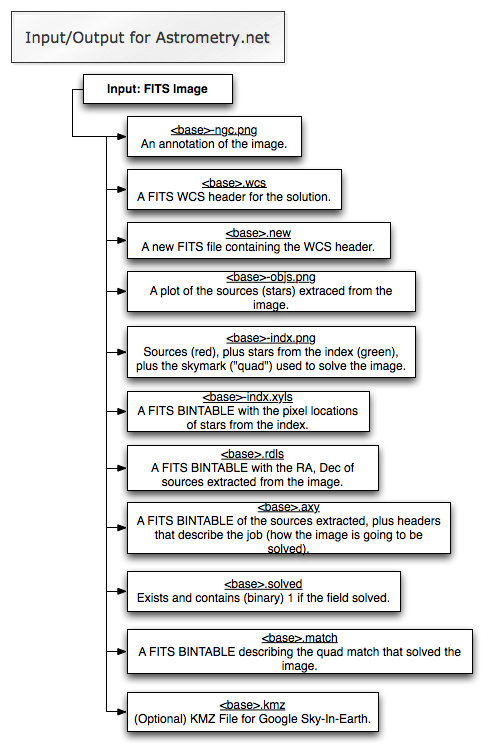 Input/Output for Astrometry.net
Input: FITS Image
<base>-ngc.png
An annotation of the image.
<base>.wcs
A FITS WCS header for the solution.
<base>.new
A new FITS file containing the WCS header.
<base>-objs.png
A plot of the sources (stars) extraced from the
image.
<base>-indx.png
Sources (red), plus stars from the index (green),
plus the skymark ("quad") used to solve the image.
<base>-indx.xyls
A FITS BINTABLE with the pixel locations
of stars from the index.
<base>.rdls
A FITS BINTABLE with the RA, Dec of
sources extracted from the image.
<base>.axy
A FITS BINTABLE of the sources extracted, plus headers
that describe the job (how the image is going to be
solved).
<base>.solved
Exists and contains (binary) 1 if the field solved.
<base>.match
A FITS BINTABLE describing the quad match that solved the
image.
<base>.kmz
(Optional) KMZ File for Google Sky-In-Earth.